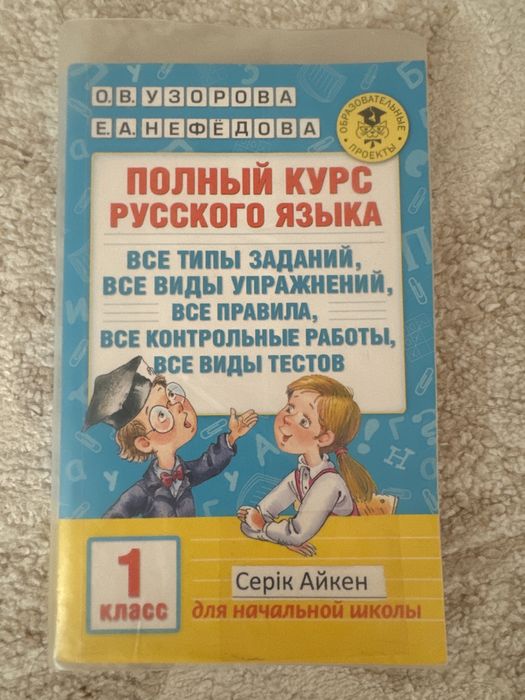 О.В. УЗОРОВА
Е.А. НЕФЁДОВА
ОБРАЗОВАТЕЛЬНЫЕ ПРОЕКТЫ
ПОЛНЫЙ КУРС
РУССКОГО ЯЗЫКА
ВСЕ ТИПЫ ЗАДАНИЙ,
ВСЕ ВИДЫ УПРАЖНЕНИЙ,
ВСЕ ПРАВИЛА,
ВСЕ КОНТРОЛЬНЫЕ РАБОТЫ,
ВСЕ ВИДЫ ТЕСТОВ
1
КЛАСС
Серік Айкен
для начальной школы